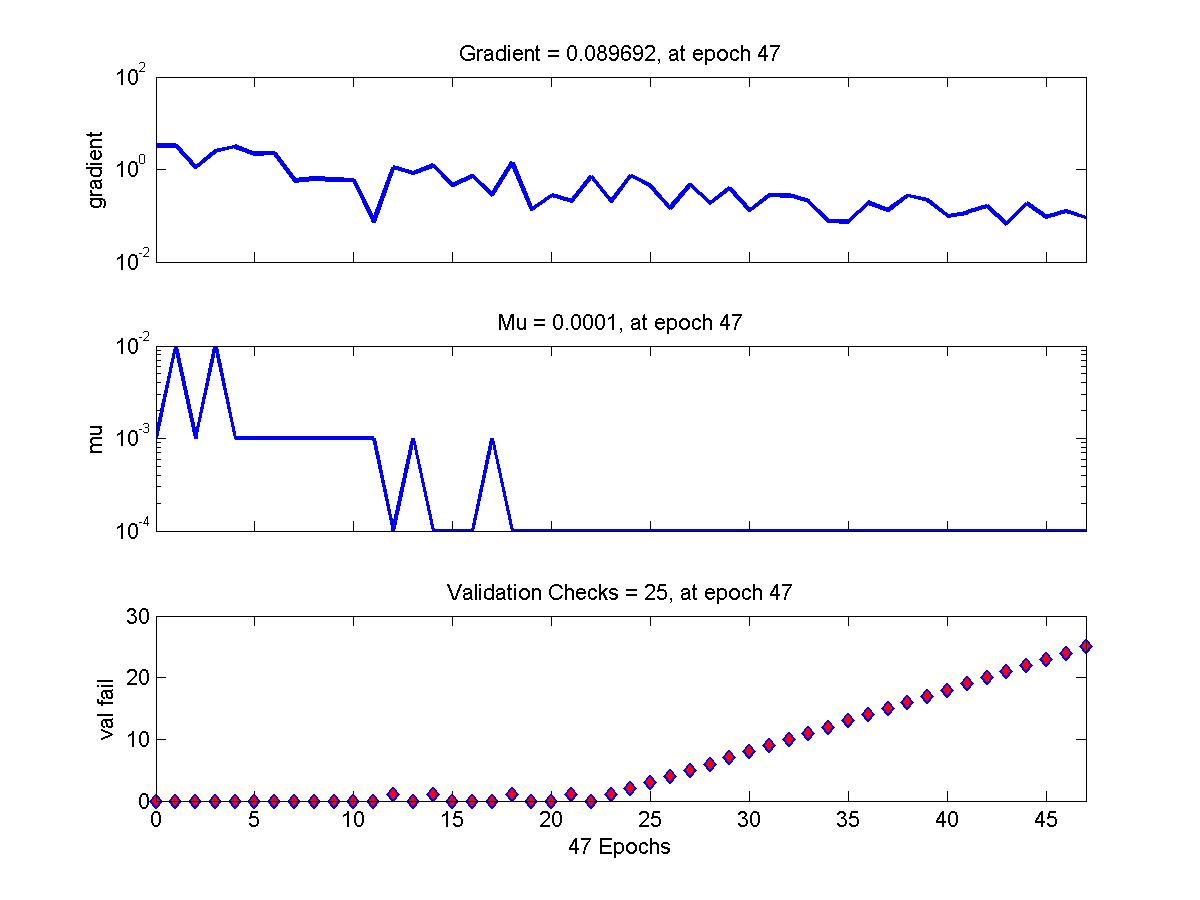 Gradient = 0.089692, at epoch 47
10^2
10^0
10^-2
gradient
Mu = 0.0001, at epoch 47
10^-2
10^-3
10^-4
mu
Validation Checks = 25, at epoch 47
30
20
10
0
val fail
0 5 10 15 20 25 30 35 40 45
47 Epochs